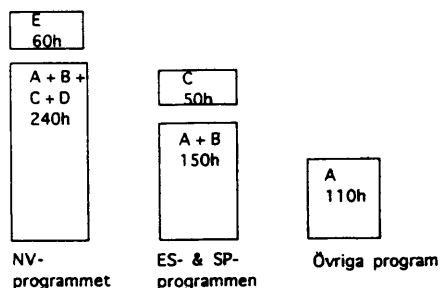 E
60h
A + B +
C + D
240h
C
50h
A + B
150h
A
110h
NV-
programmet
ES- & SP-
programmen
Övriga program